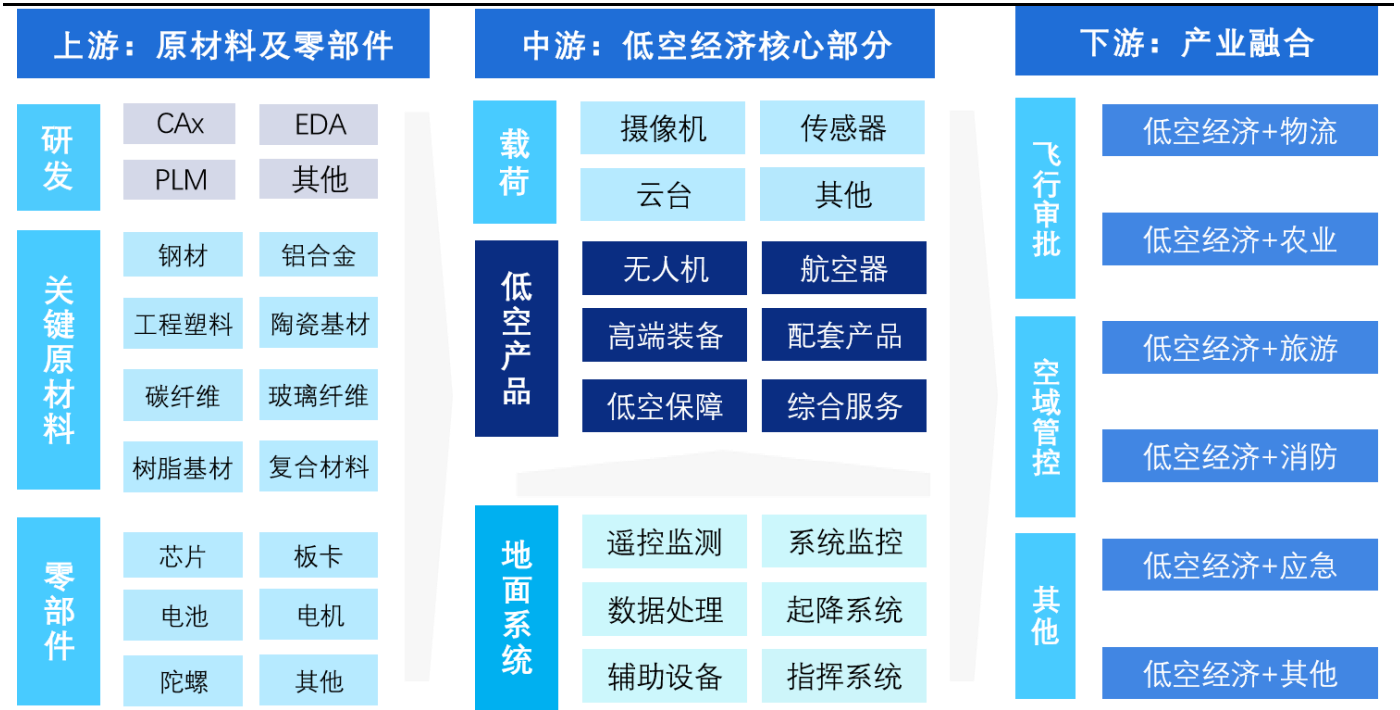 上游：原材料及零部件
研发
CAx
EDA
PLM
其他
关键原材料
钢材
铝合金
工程塑料
陶瓷基材
碳纤维
玻璃纤维
树脂基材
复合材料
零部件
芯片
板卡
电池
电机
陀螺
其他
中游：低空经济核心部分
载荷
摄像机
传感器
云台
其他
低空产品
无人机
航空器
高端装备
配套产品
低空保障
综合服务
地面系统
遥控监测
系统监控
数据处理
起降系统
辅助设备
指挥系统
下游：产业融合
飞行审批
空域管控
其他
低空经济+物流
低空经济+农业
低空经济+旅游
低空经济+消防
低空经济+应急
低空经济+其他